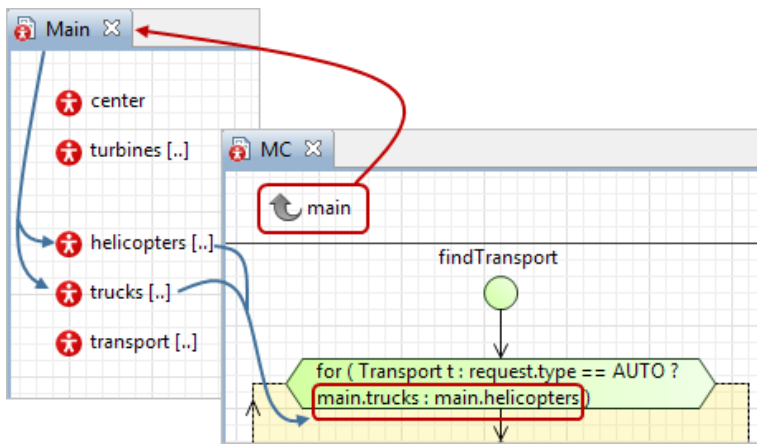 Main
center
turbines [..]
helicopters [..]
trucks [..]
transport [..]
MC
main
findTransport
for ( Transport t : request.type == AUTO ?
main.trucks : main.helicopters )